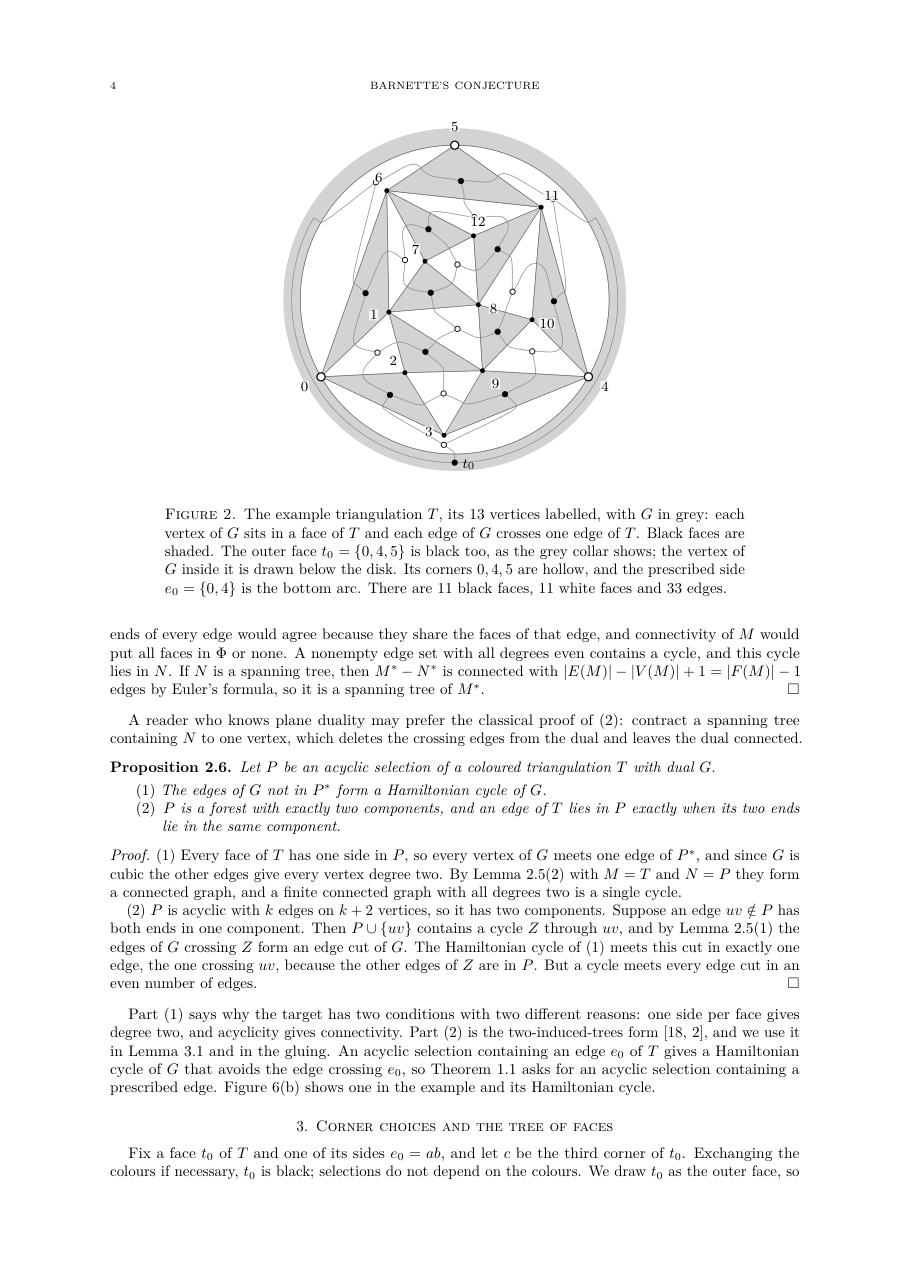 4
BARNETTE'S CONJECTURE
5
6
11
12
7
8
1
10
2
9
0
4
3
t₀
FIGURE 2. The example triangulation T, its 13 vertices labelled, with G in grey: each
vertex of G sits in a face of T and each edge of G crosses one edge of T. Black faces are
shaded. The outer face t₀ = {0, 4, 5} is black too, as the grey collar shows; the vertex of
G inside it is drawn below the disk. Its corners 0, 4, 5 are hollow, and the prescribed side
e₀ = {0, 4} is the bottom arc. There are 11 black faces, 11 white faces and 33 edges.
ends of every edge would agree because they share the faces of that edge, and connectivity of M would
put all faces in Φ or none. A nonempty edge set with all degrees even contains a cycle, and this cycle
lies in N. If N is a spanning tree, then M* − N* is connected with |E(M)| − |V(M)| + 1 = |F(M)| − 1
edges by Euler's formula, so it is a spanning tree of M*. □
A reader who knows plane duality may prefer the classical proof of (2): contract a spanning tree
containing N to one vertex, which deletes the crossing edges from the dual and leaves the dual connected.
Proposition 2.6. Let P be an acyclic selection of a coloured triangulation T with dual G.
(1) The edges of G not in P* form a Hamiltonian cycle of G.
(2) P is a forest with exactly two components, and an edge of T lies in P exactly when its two ends
lie in the same component.
Proof. (1) Every face of T has one side in P, so every vertex of G meets one edge of P*, and since G is
cubic the other edges give every vertex degree two. By Lemma 2.5(2) with M = T and N = P they form
a connected graph, and a finite connected graph with all degrees two is a single cycle.
(2) P is acyclic with k edges on k + 2 vertices, so it has two components. Suppose an edge uv ∉ P has
both ends in one component. Then P ∪ {uv} contains a cycle Z through uv, and by Lemma 2.5(1) the
edges of G crossing Z form an edge cut of G. The Hamiltonian cycle of (1) meets this cut in exactly one
edge, the one crossing uv, because the other edges of Z are in P. But a cycle meets every edge cut in an
even number of edges. □
Part (1) says why the target has two conditions with two different reasons: one side per face gives
degree two, and acyclicity gives connectivity. Part (2) is the two-induced-trees form [18, 2], and we use it
in Lemma 3.1 and in the gluing. An acyclic selection containing an edge e₀ of T gives a Hamiltonian
cycle of G that avoids the edge crossing e₀, so Theorem 1.1 asks for an acyclic selection containing a
prescribed edge. Figure 6(b) shows one in the example and its Hamiltonian cycle.
3. CORNER CHOICES AND THE TREE OF FACES
Fix a face t₀ of T and one of its sides e₀ = ab, and let c be the third corner of t₀. Exchanging the
colours if necessary, t₀ is black; selections do not depend on the colours. We draw t₀ as the outer face, so